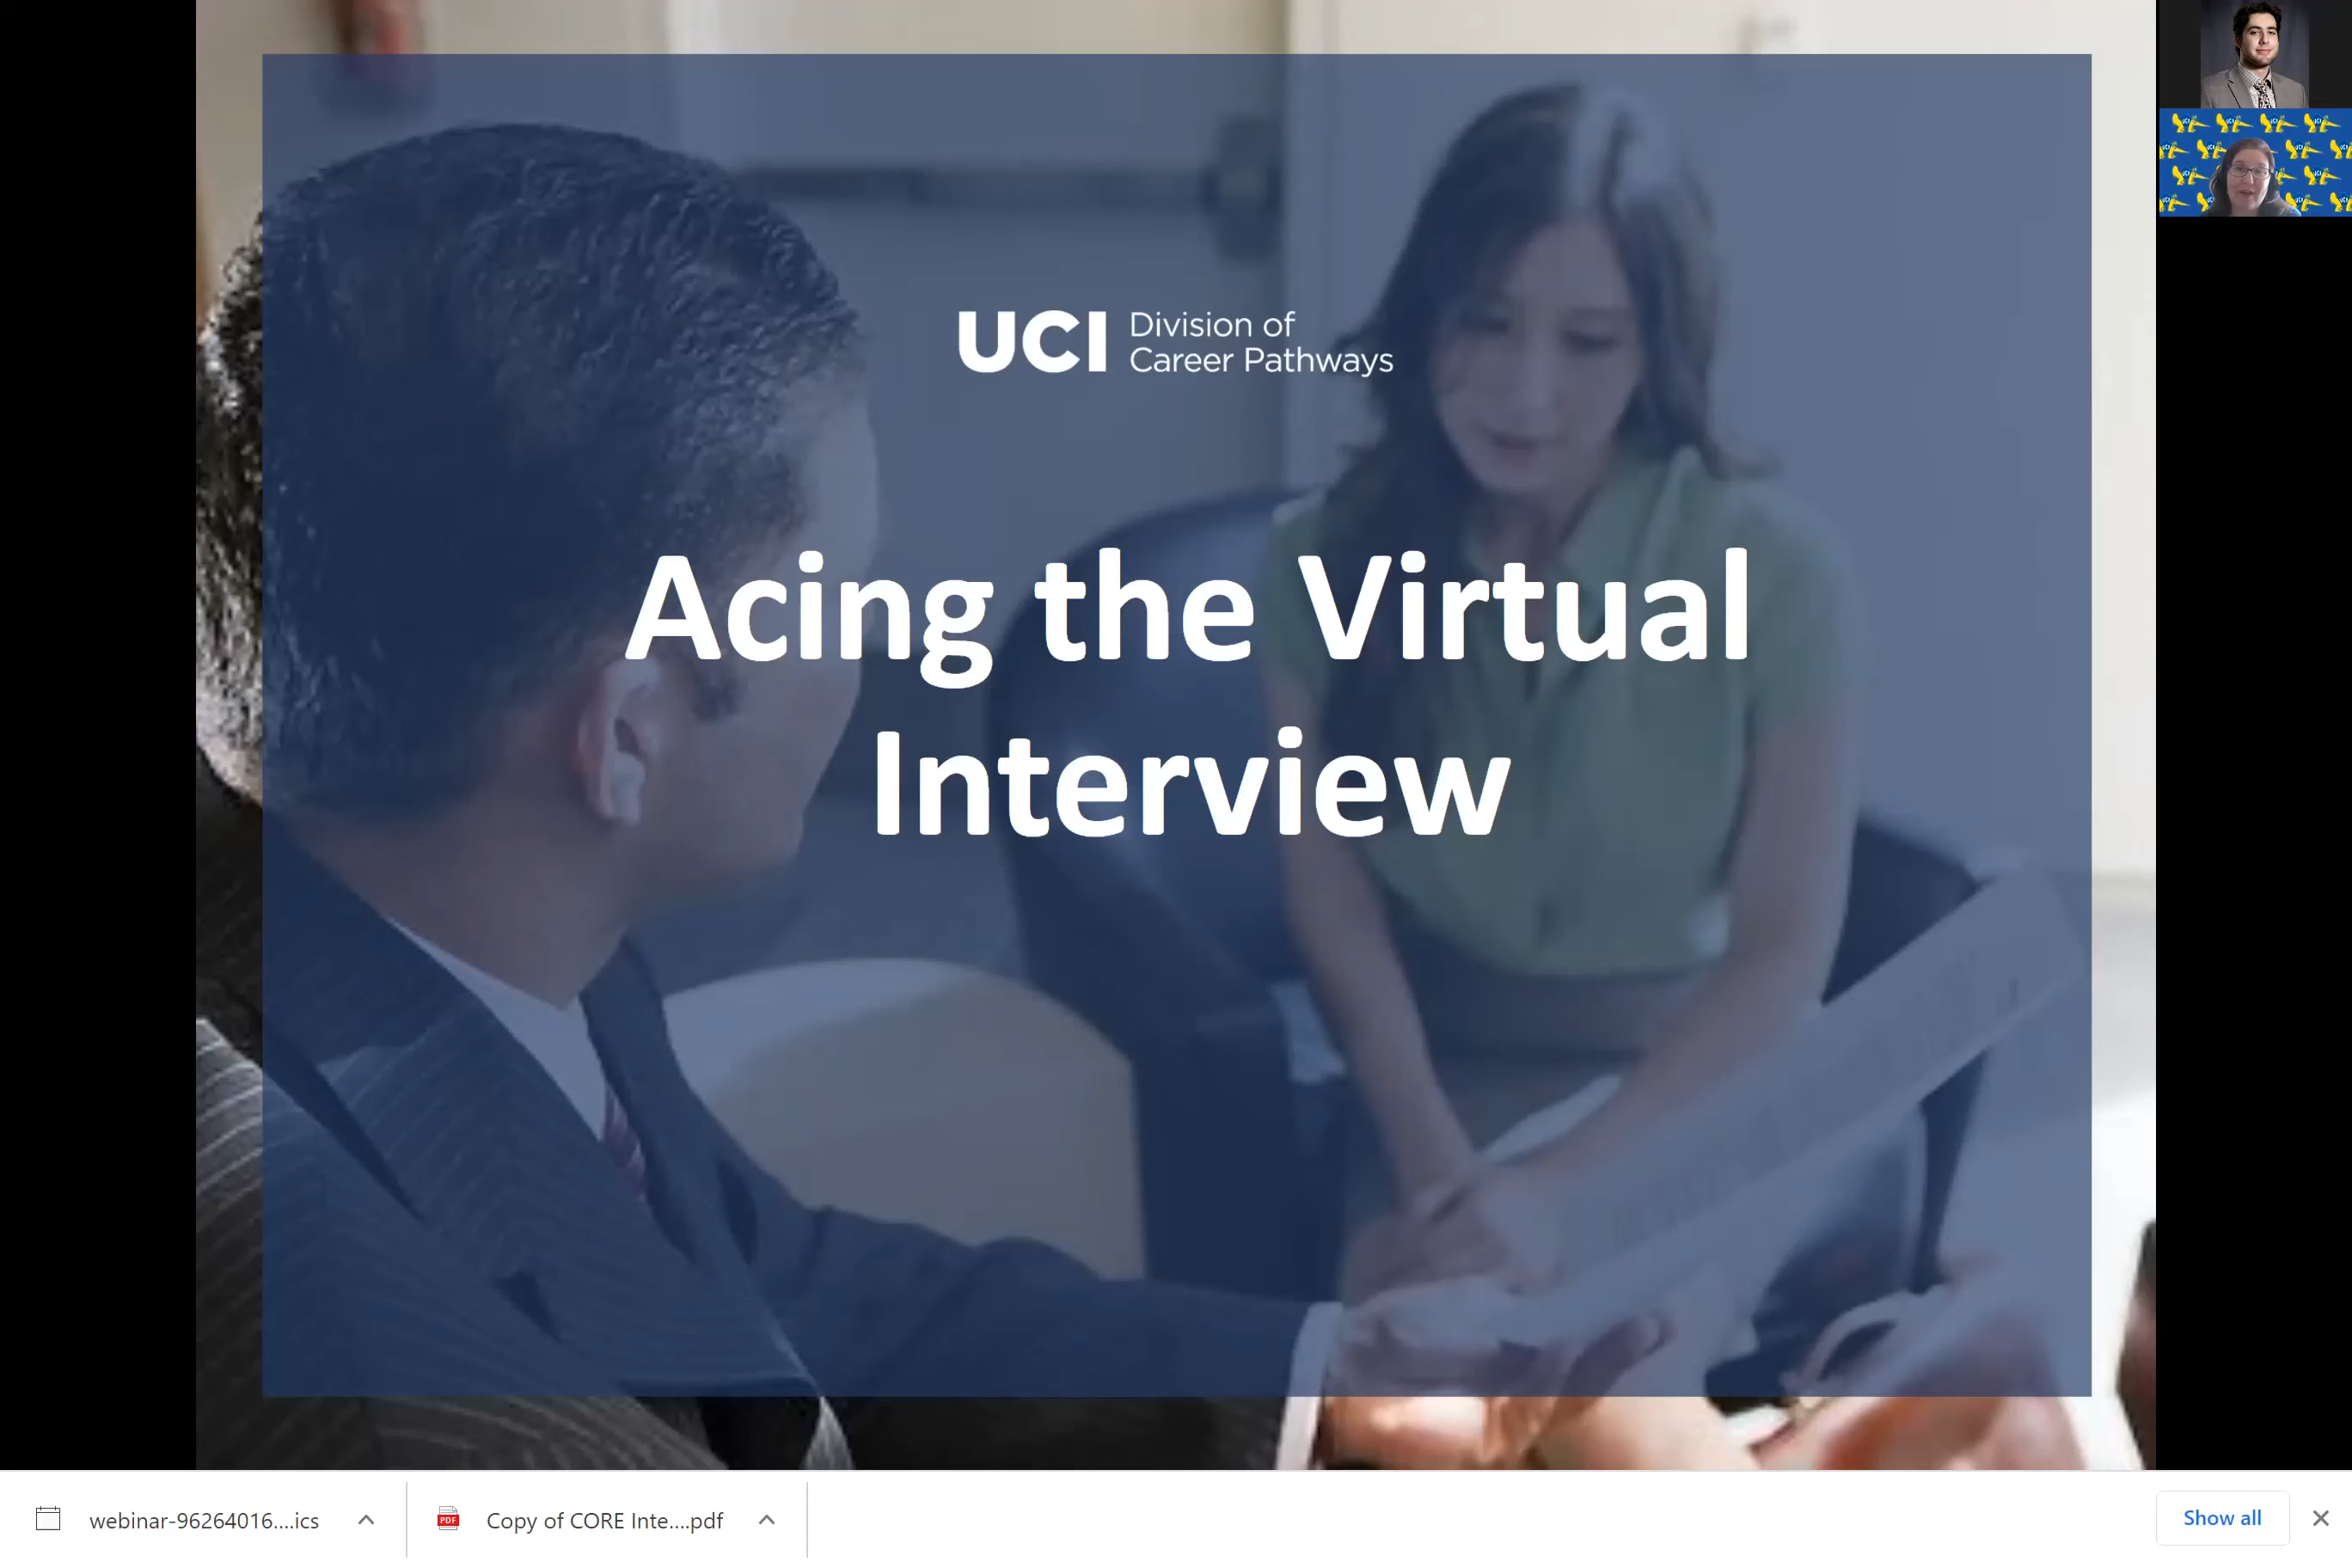 UCI Division of
Career Pathways
Acing the Virtual
Interview
webinar-96264016....ics
PDF
Copy of CORE Inte....pdf
Show all